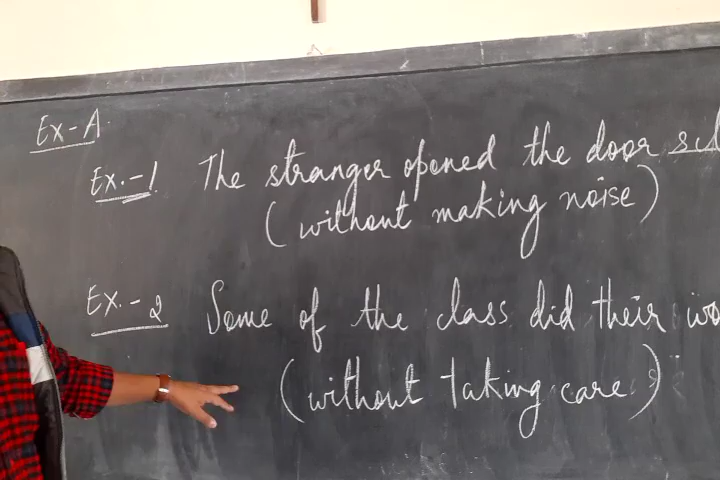 Ex-A
Ex.-1 The stranger opened the door
(without making noise)
Ex.-2 Some of the class did their
(without taking care)